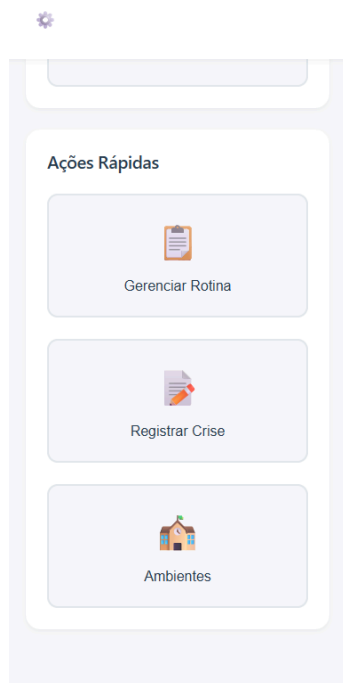 Ações Rápidas
Gerenciar Rotina
Registrar Crise
Ambientes